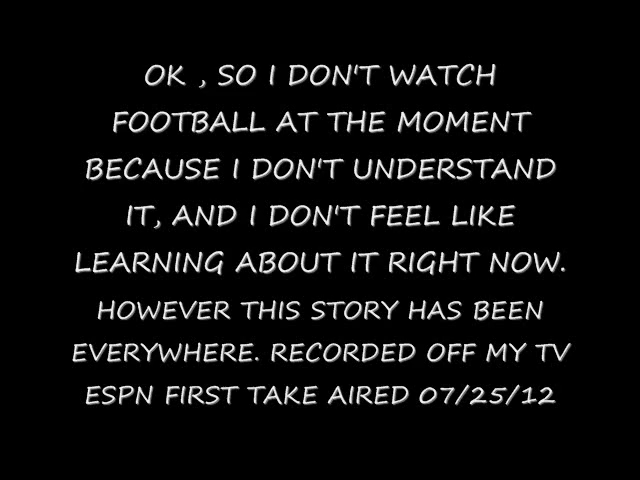 OK , SO I DON'T WATCH
FOOTBALL AT THE MOMENT
BECAUSE I DON'T UNDERSTAND
IT, AND I DON'T FEEL LIKE
LEARNING ABOUT IT RIGHT NOW.
HOWEVER THIS STORY HAS BEEN
EVERYWHERE. RECORDED OFF MY TV
ESPN FIRST TAKE AIRED 07/25/12